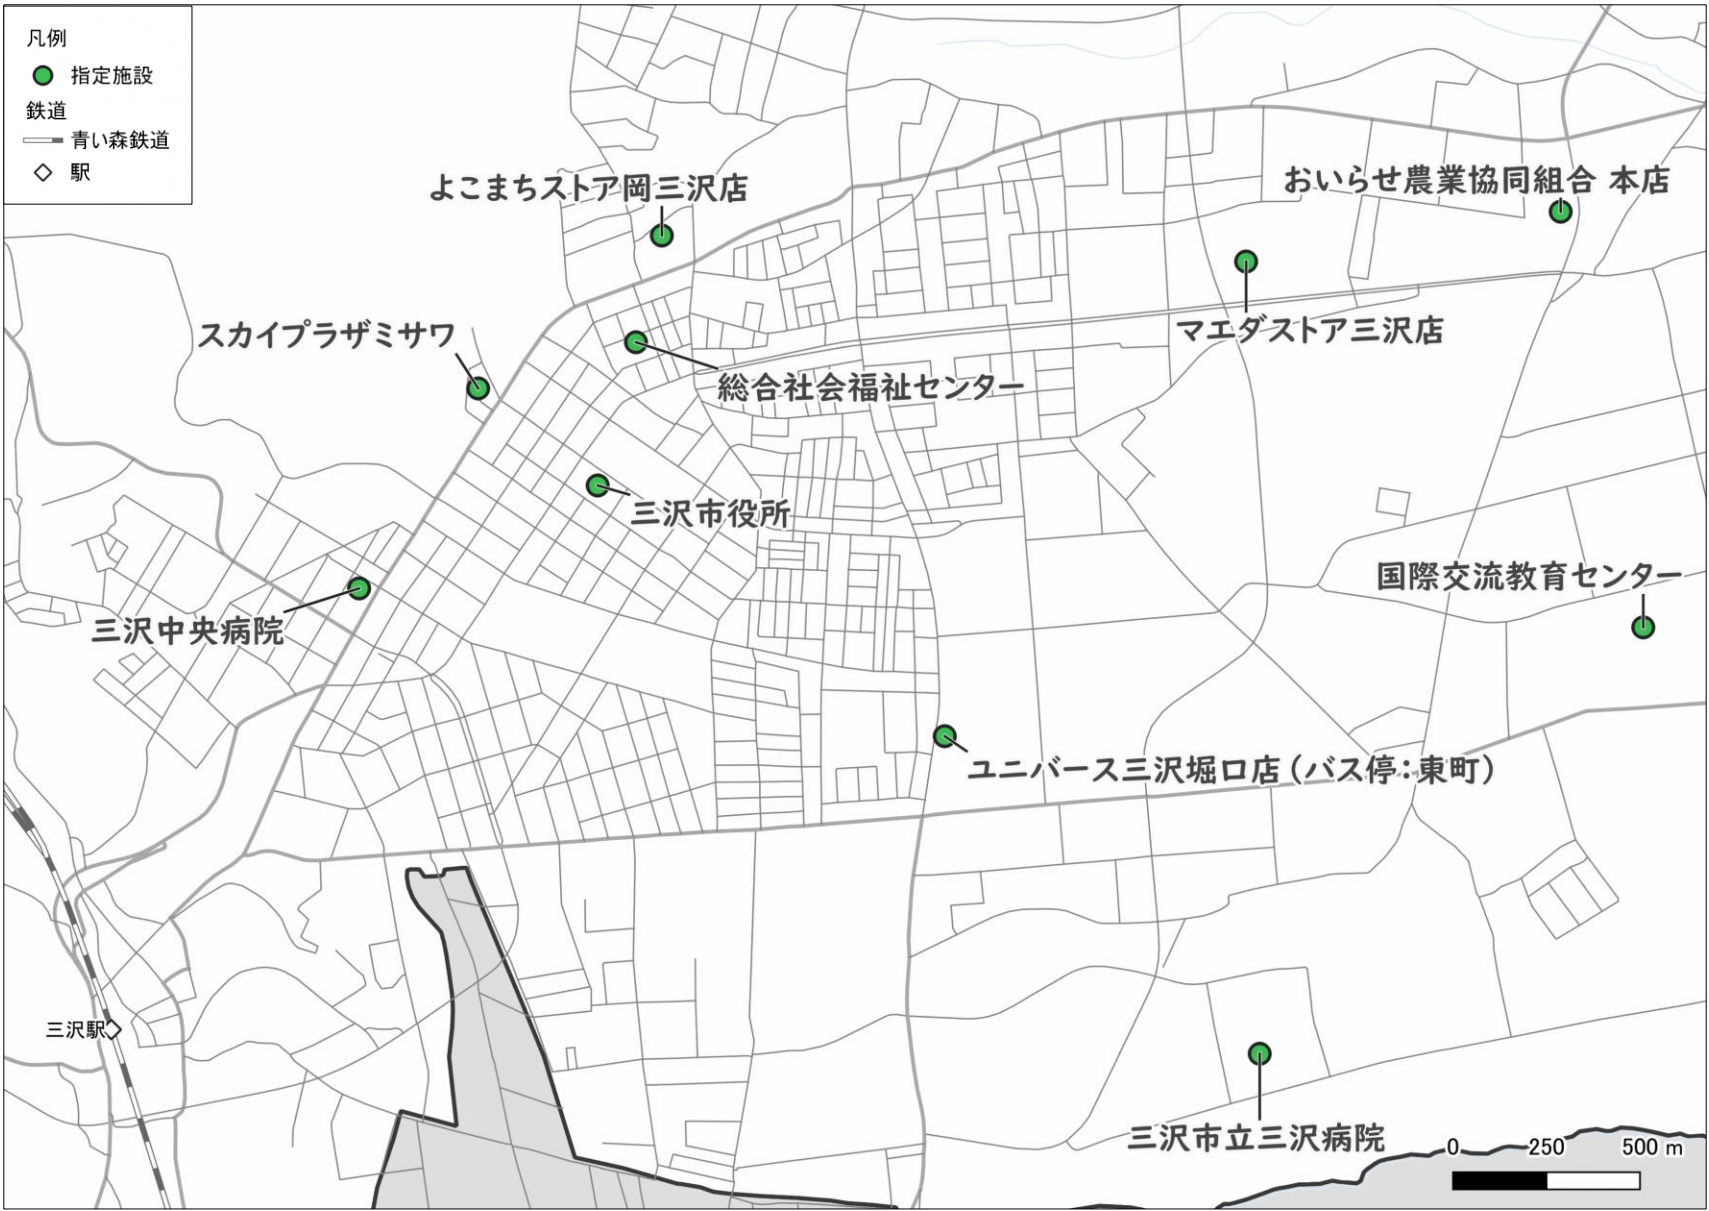 凡例
指定施設
鉄道
青い森鉄道
駅
よこまちストア岡三沢店
おいらせ農業協同組合 本店
スカイプラザミサワ
マエダストア三沢店
総合社会福祉センター
三沢市役所
国際交流教育センター
三沢中央病院
ユニバース三沢堀口店（バス停：東町）
三沢駅
三沢市立三沢病院
0 250 500 m